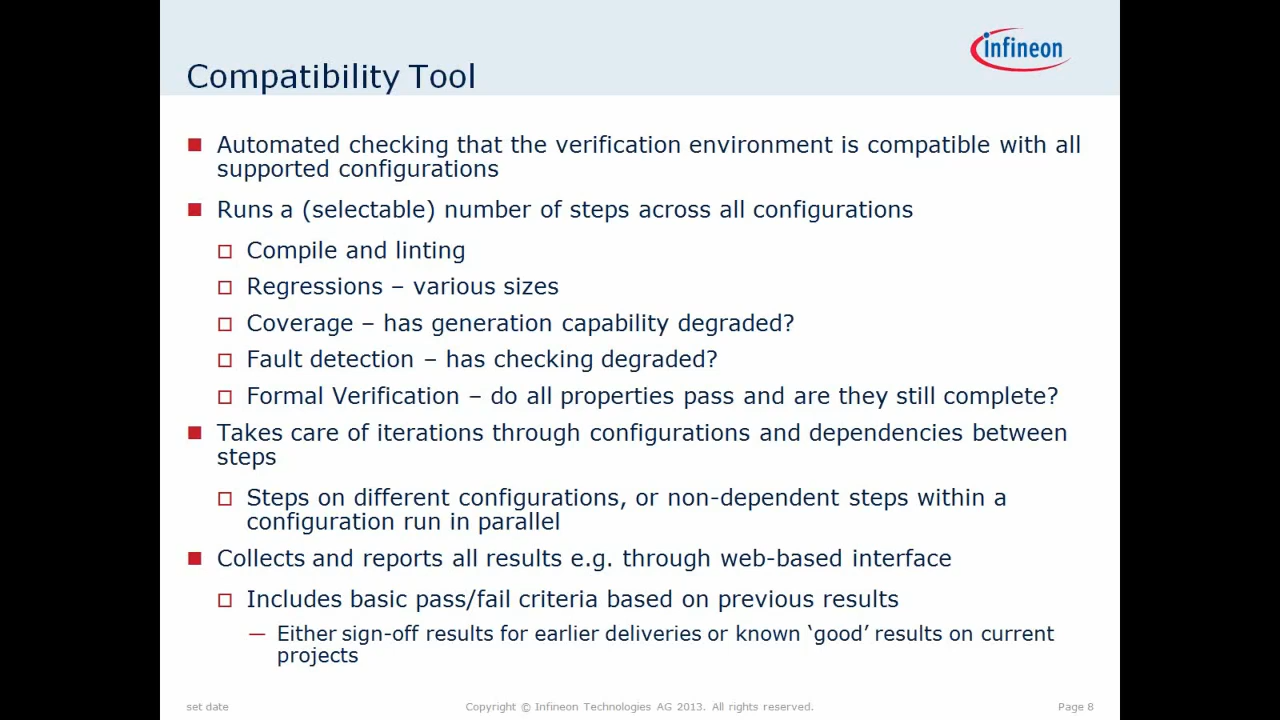 infineon
Compatibility Tool
Automated checking that the verification environment is compatible with all
supported configurations
Runs a (selectable) number of steps across all configurations
Compile and linting
Regressions – various sizes
Coverage – has generation capability degraded?
Fault detection – has checking degraded?
Formal Verification – do all properties pass and are they still complete?
Takes care of iterations through configurations and dependencies between
steps
Steps on different configurations, or non-dependent steps within a
configuration run in parallel
Collects and reports all results e.g. through web-based interface
Includes basic pass/fail criteria based on previous results
— Either sign-off results for earlier deliveries or known ‘good’ results on current
projects
set date
Copyright © Infineon Technologies AG 2013. All rights reserved.
Page 8